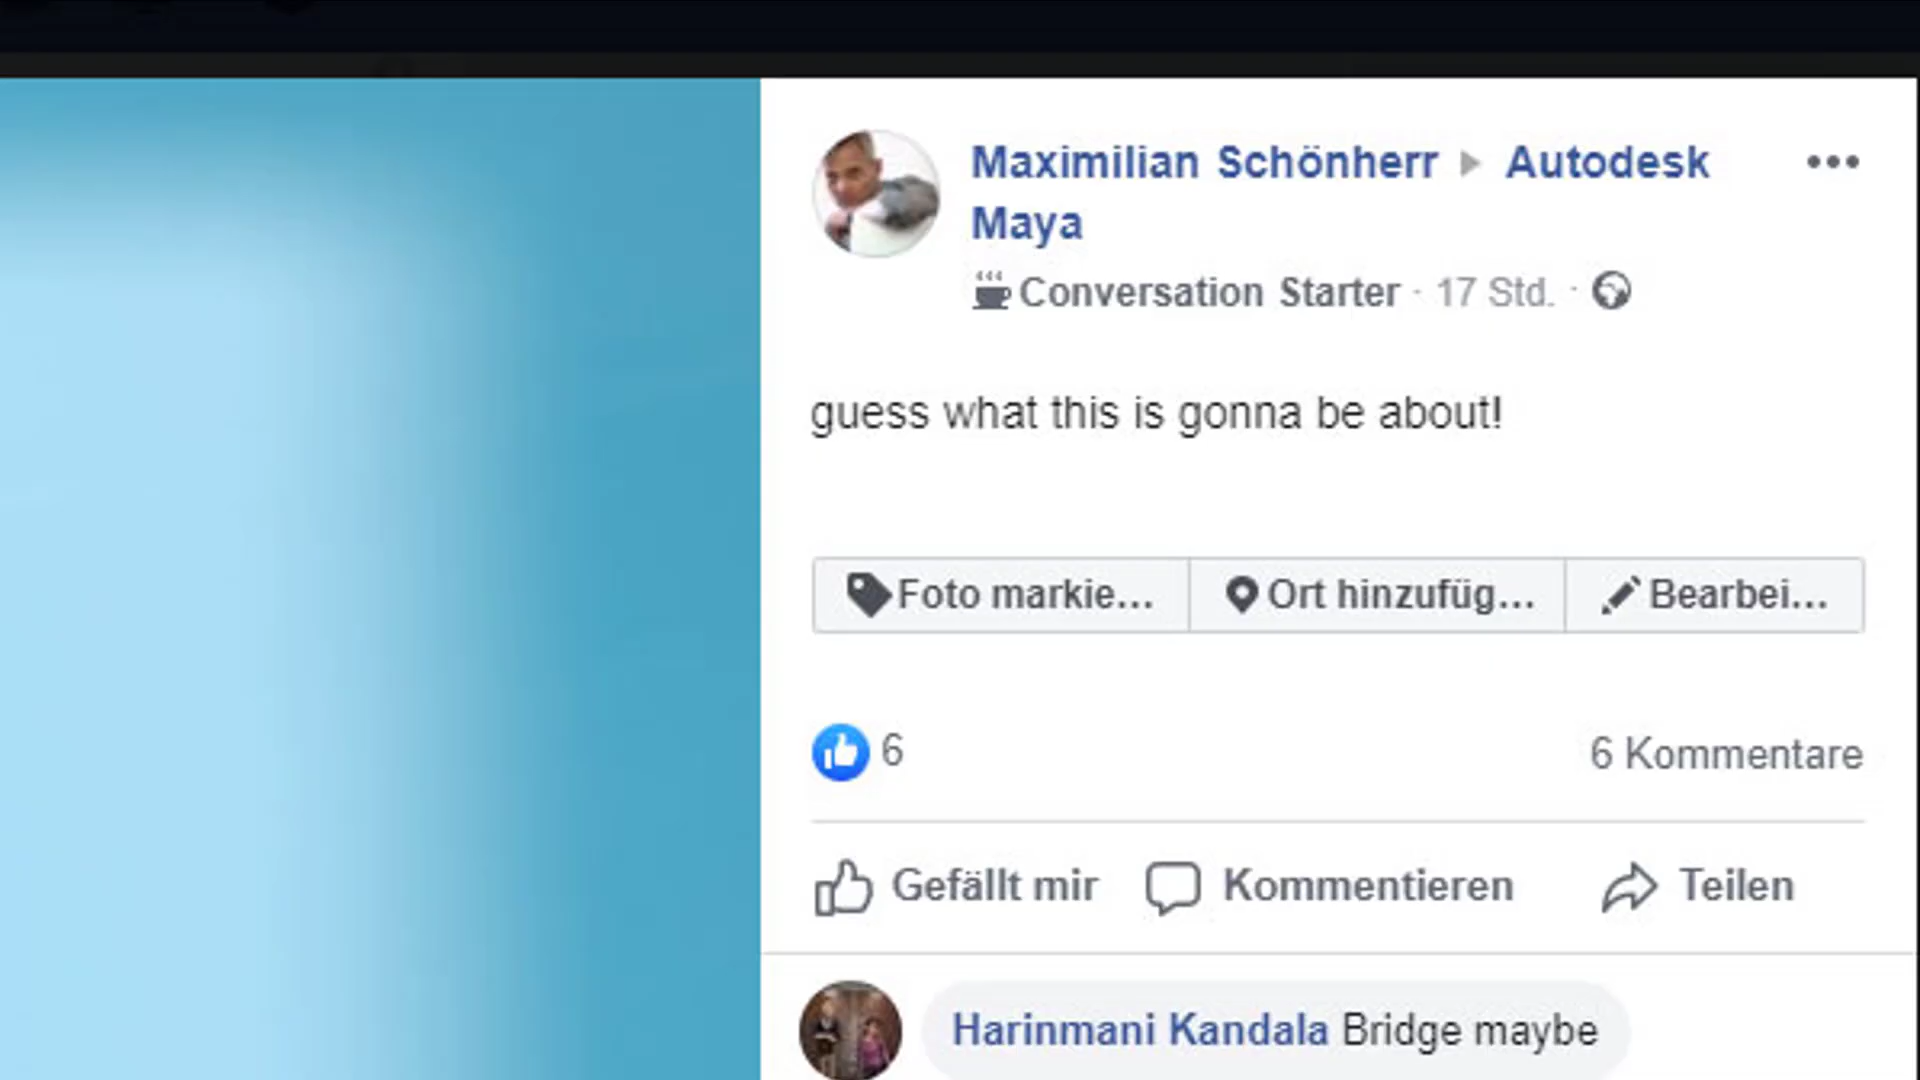 Maximilian Schönherr ▶ Autodesk
Maya
Conversation Starter · 17 Std. ·
guess what this is gonna be about!
Foto markie... Ort hinzufüg... Bearbei...
6 6 Kommentare
Gefällt mir Kommentieren Teilen
Harinmani Kandala Bridge maybe